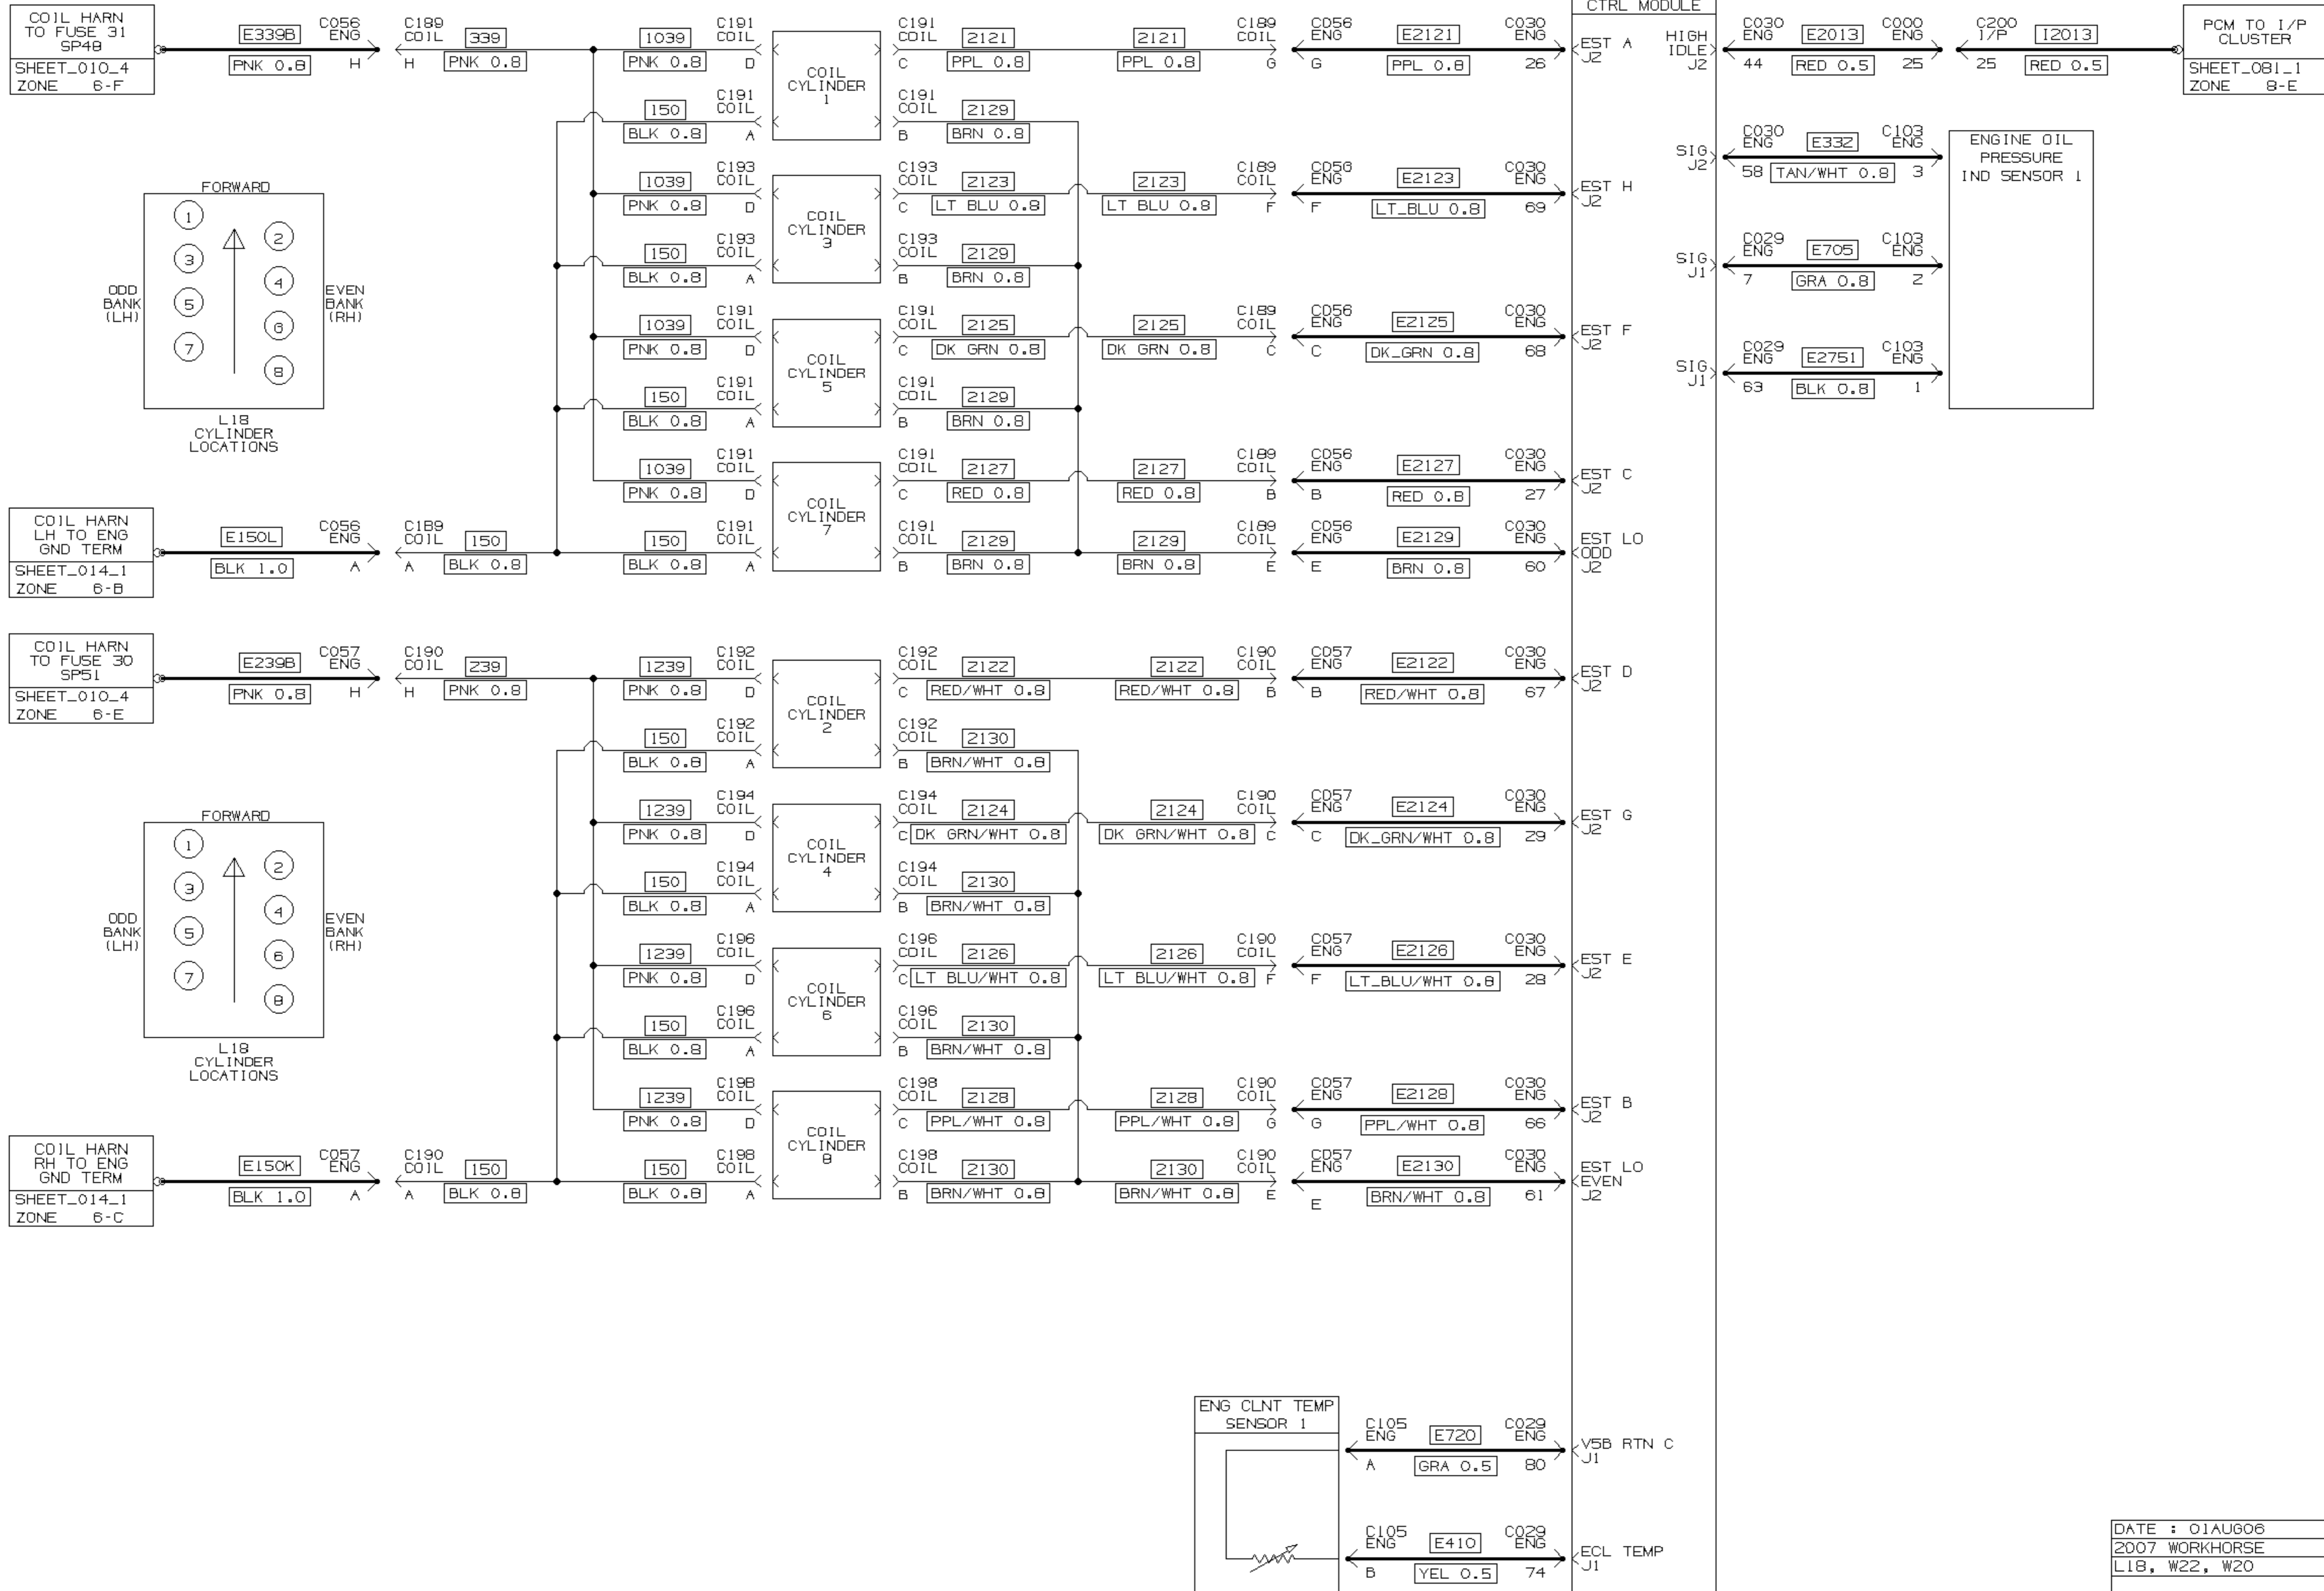 CTRL MODULE
COIL HARN
TO FUSE 31
SP48
SHEET_010_4
ZONE 6-F
E339B
PNK 0.8
C056
ENG
H
C189
COIL
H
339
PNK 0.8
1039
PNK 0.8
C191
COIL
D
150
BLK 0.8
C191
COIL
A
COIL
CYLINDER
1
C191
COIL
C
2121
PPL 0.8
2121
PPL 0.8
C189
COIL
G
C056
ENG
G
E2121
PPL 0.8
C030
ENG
26
EST A
J2
C191
COIL
B
2129
BRN 0.8
1039
PNK 0.8
C193
COIL
D
150
BLK 0.8
C193
COIL
A
COIL
CYLINDER
3
C193
COIL
C
2123
LT BLU 0.8
2123
LT BLU 0.8
C189
COIL
F
C056
ENG
F
E2123
LT_BLU 0.8
C030
ENG
69
EST H
J2
C193
COIL
B
2129
BRN 0.8
1039
PNK 0.8
C191
COIL
D
150
BLK 0.8
C191
COIL
A
COIL
CYLINDER
5
C191
COIL
C
2125
DK GRN 0.8
2125
DK GRN 0.8
C189
COIL
C
C056
ENG
C
E2125
DK_GRN 0.8
C030
ENG
68
EST F
J2
C191
COIL
B
2129
BRN 0.8
1039
PNK 0.8
C191
COIL
D
COIL
CYLINDER
7
C191
COIL
C
2127
RED 0.8
2127
RED 0.8
C189
COIL
B
C056
ENG
B
E2127
RED 0.8
C030
ENG
27
EST C
J2
COIL HARN
LH TO ENG
GND TERM
SHEET_014_1
ZONE 6-B
E150L
BLK 1.0
C056
ENG
A
C189
COIL
A
150
BLK 0.8
150
BLK 0.8
C191
COIL
A
C191
COIL
B
2129
BRN 0.8
2129
BRN 0.8
C189
COIL
E
C056
ENG
E
E2129
BRN 0.8
C030
ENG
60
EST LO
ODD
J2
FORWARD
1
2
3
4
5
6
7
8
ODD
BANK
(LH)
EVEN
BANK
(RH)
L18
CYLINDER
LOCATIONS
HIGH
IDLE
J2
C030
ENG
44
E2013
RED 0.5
C000
ENG
25
C200
I/P
25
I2013
RED 0.5
PCM TO I/P
CLUSTER
SHEET_081_1
ZONE 8-E
SIG
J2
C030
ENG
58
E332
TAN/WHT 0.8
C103
ENG
3
ENGINE OIL
PRESSURE
IND SENSOR 1
SIG
J1
C029
ENG
7
E705
GRA 0.8
C103
ENG
2
SIG
J1
C029
ENG
63
E2751
BLK 0.8
C103
ENG
1
COIL HARN
TO FUSE 30
SP51
SHEET_010_4
ZONE 6-E
E239B
PNK 0.8
C057
ENG
H
C190
COIL
H
239
PNK 0.8
1239
PNK 0.8
C192
COIL
D
150
BLK 0.8
C192
COIL
A
COIL
CYLINDER
2
C192
COIL
C
2122
RED/WHT 0.8
2122
RED/WHT 0.8
C190
COIL
B
C057
ENG
B
E2122
RED/WHT 0.8
C030
ENG
67
EST D
J2
C192
COIL
B
2130
BRN/WHT 0.8
1239
PNK 0.8
C194
COIL
D
150
BLK 0.8
C194
COIL
A
COIL
CYLINDER
4
C194
COIL
C
2124
DK GRN/WHT 0.8
2124
DK GRN/WHT 0.8
C190
COIL
C
C057
ENG
C
E2124
DK_GRN/WHT 0.8
C030
ENG
29
EST G
J2
C194
COIL
B
2130
BRN/WHT 0.8
1239
PNK 0.8
C196
COIL
D
150
BLK 0.8
C196
COIL
A
COIL
CYLINDER
6
C196
COIL
C
2126
LT BLU/WHT 0.8
2126
LT BLU/WHT 0.8
C190
COIL
F
C057
ENG
F
E2126
LT_BLU/WHT 0.8
C030
ENG
28
EST E
J2
C196
COIL
B
2130
BRN/WHT 0.8
1239
PNK 0.8
C198
COIL
D
COIL
CYLINDER
8
C198
COIL
C
2128
PPL/WHT 0.8
2128
PPL/WHT 0.8
C190
COIL
G
C057
ENG
G
E2128
PPL/WHT 0.8
C030
ENG
66
EST B
J2
COIL HARN
RH TO ENG
GND TERM
SHEET_014_1
ZONE 6-C
E150K
BLK 1.0
C057
ENG
A
C190
COIL
A
150
BLK 0.8
150
BLK 0.8
C198
COIL
A
C198
COIL
B
2130
BRN/WHT 0.8
2130
BRN/WHT 0.8
C190
COIL
E
C057
ENG
E
E2130
BRN/WHT 0.8
C030
ENG
61
EST LO
EVEN
J2
FORWARD
1
2
3
4
5
6
7
8
ODD
BANK
(LH)
EVEN
BANK
(RH)
L18
CYLINDER
LOCATIONS
ENG CLNT TEMP
SENSOR 1
C105
ENG
A
E720
GRA 0.5
C029
ENG
80
V5B RTN C
J1
C105
ENG
B
E410
YEL 0.5
C029
ENG
74
ECL TEMP
J1
DATE : 01AUG06
2007 WORKHORSE
L18, W22, W20